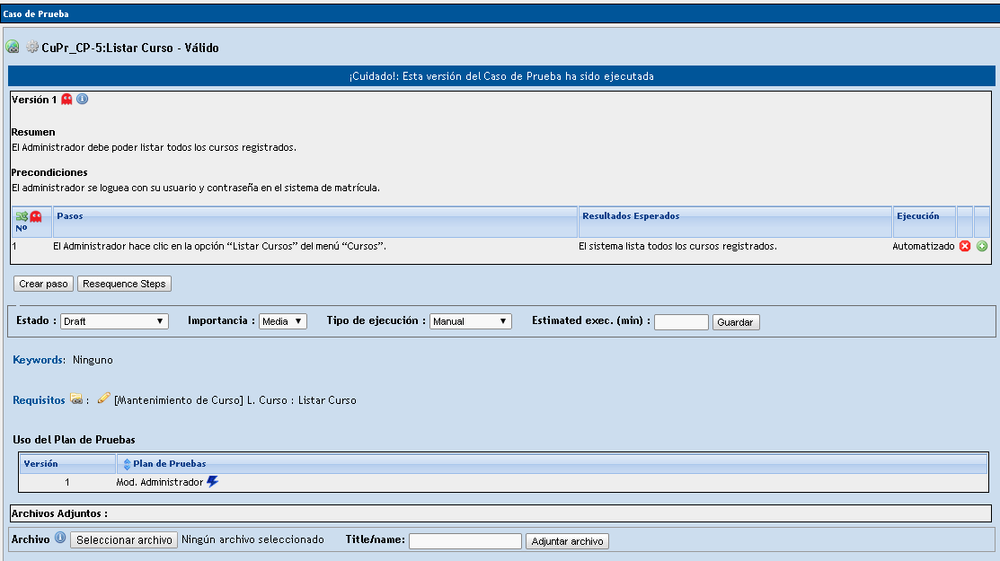 Caso de Prueba
CuPr_CP-5:Listar Curso - Válido
¡Cuidado!: Esta versión del Caso de Prueba ha sido ejecutada
Versión 1
Resumen
El Administrador debe poder listar todos los cursos registrados.
Precondiciones
El administrador se loguea con su usuario y contraseña en el sistema de matrícula.
Nº Pasos Resultados Esperados Ejecución
1 El Administrador hace clic en la opción “Listar Cursos” del menú “Cursos”. El sistema lista todos los cursos registrados. Automatizado
Crear paso Resequence Steps
Estado : Draft Importancia : Media Tipo de ejecución : Manual Estimated exec. (min) : Guardar
Keywords: Ninguno
Requisitos : [Mantenimiento de Curso] L. Curso : Listar Curso
Uso del Plan de Pruebas
Versión Plan de Pruebas
1 Mod. Administrador
Archivos Adjuntos :
Archivo Seleccionar archivo Ningún archivo seleccionado Title/name: Adjuntar archivo